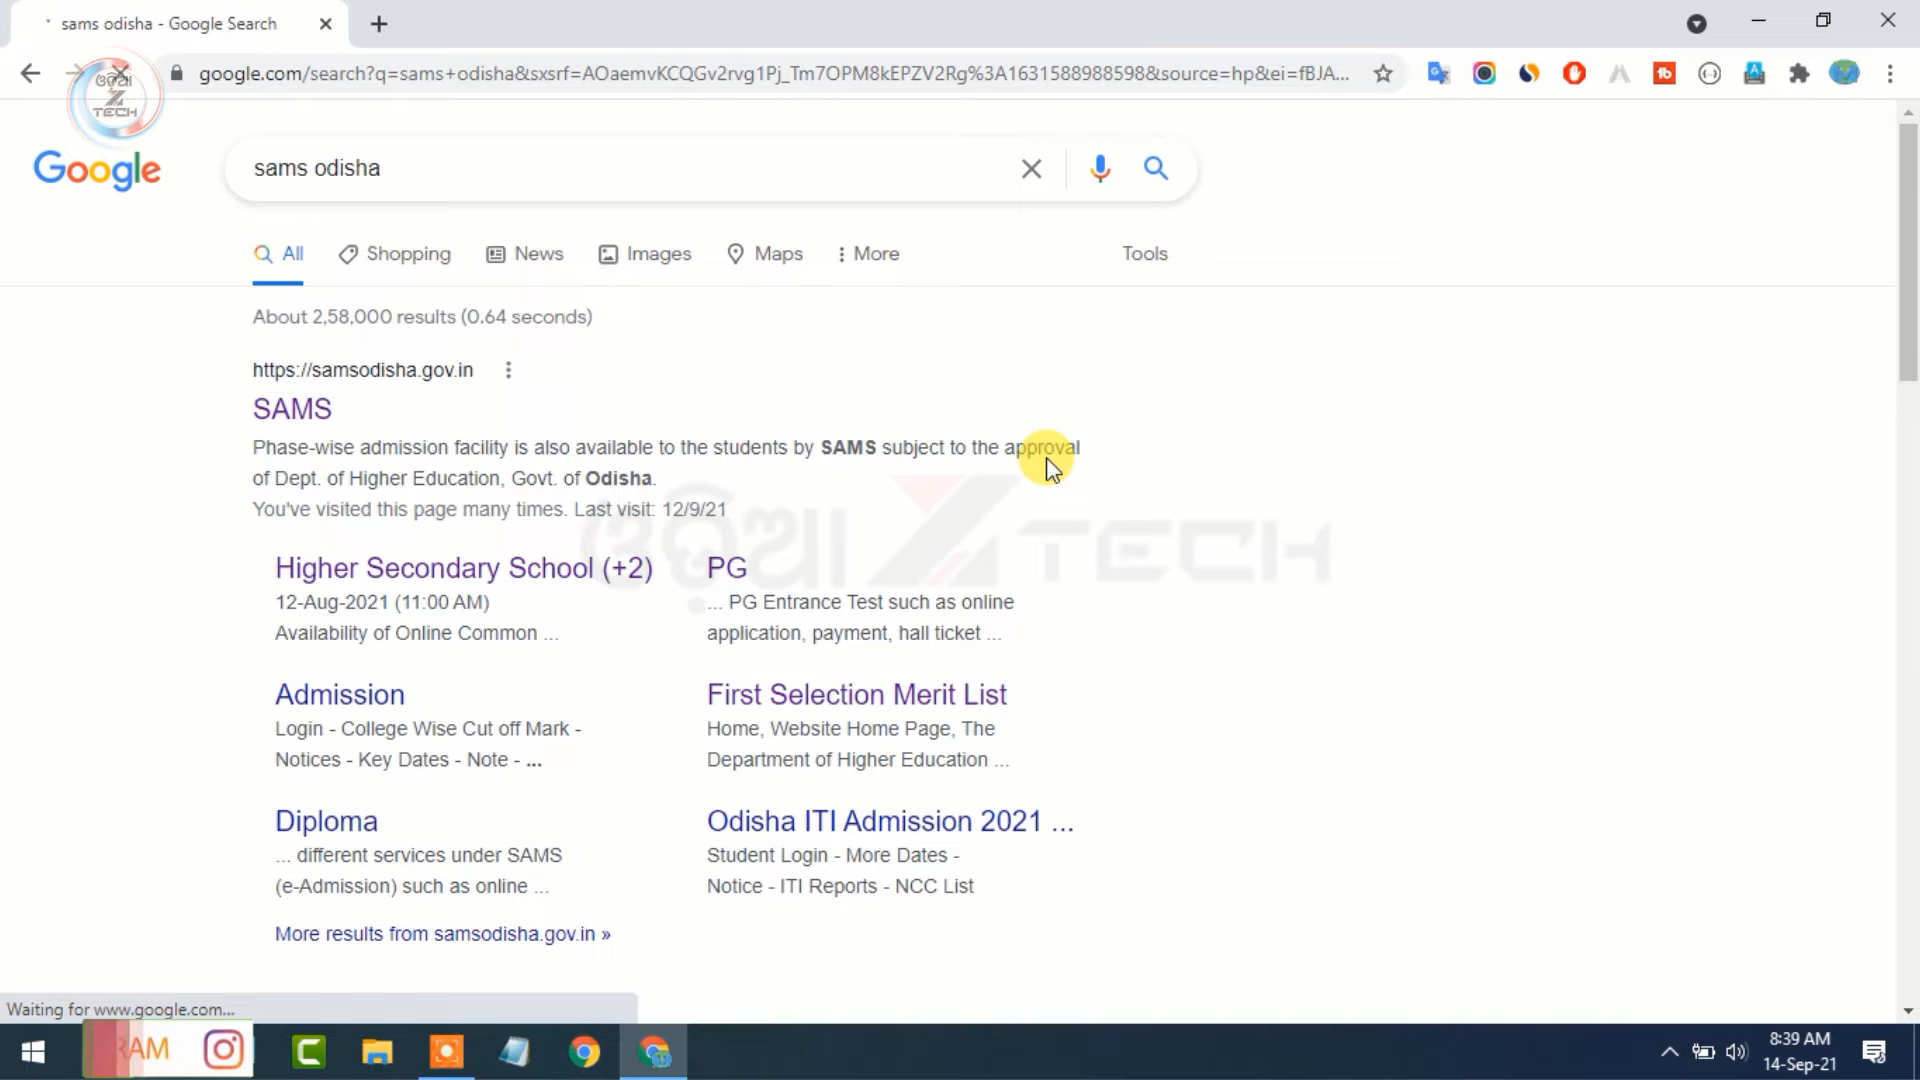 sams odisha - Google Search
google.com/search?q=sams+odisha&sxsrf=AOaemvKCQGv2rvg1Pj_Tm7OPM8kEPZV2Rg%3A1631588988598&source=hp&ei=fBJA...
ଓଡ଼ିଆ
Z
TECH
Google
sams odisha
All
Shopping
News
Images
Maps
More
Tools
About 2,58,000 results (0.64 seconds)
https://samsodisha.gov.in
SAMS
Phase-wise admission facility is also available to the students by SAMS subject to the approval
of Dept. of Higher Education, Govt. of Odisha.
You've visited this page many times. Last visit: 12/9/21
ଓଡ଼ିଆ Z TECH
Higher Secondary School (+2)
12-Aug-2021 (11:00 AM)
Availability of Online Common ...
PG
... PG Entrance Test such as online
application, payment, hall ticket ...
Admission
Login - College Wise Cut off Mark -
Notices - Key Dates - Note - ...
First Selection Merit List
Home, Website Home Page, The
Department of Higher Education ...
Diploma
... different services under SAMS
(e-Admission) such as online ...
Odisha ITI Admission 2021 ...
Student Login - More Dates -
Notice - ITI Reports - NCC List
More results from samsodisha.gov.in »
Waiting for www.google.com...
RAM
8:39 AM
14-Sep-21